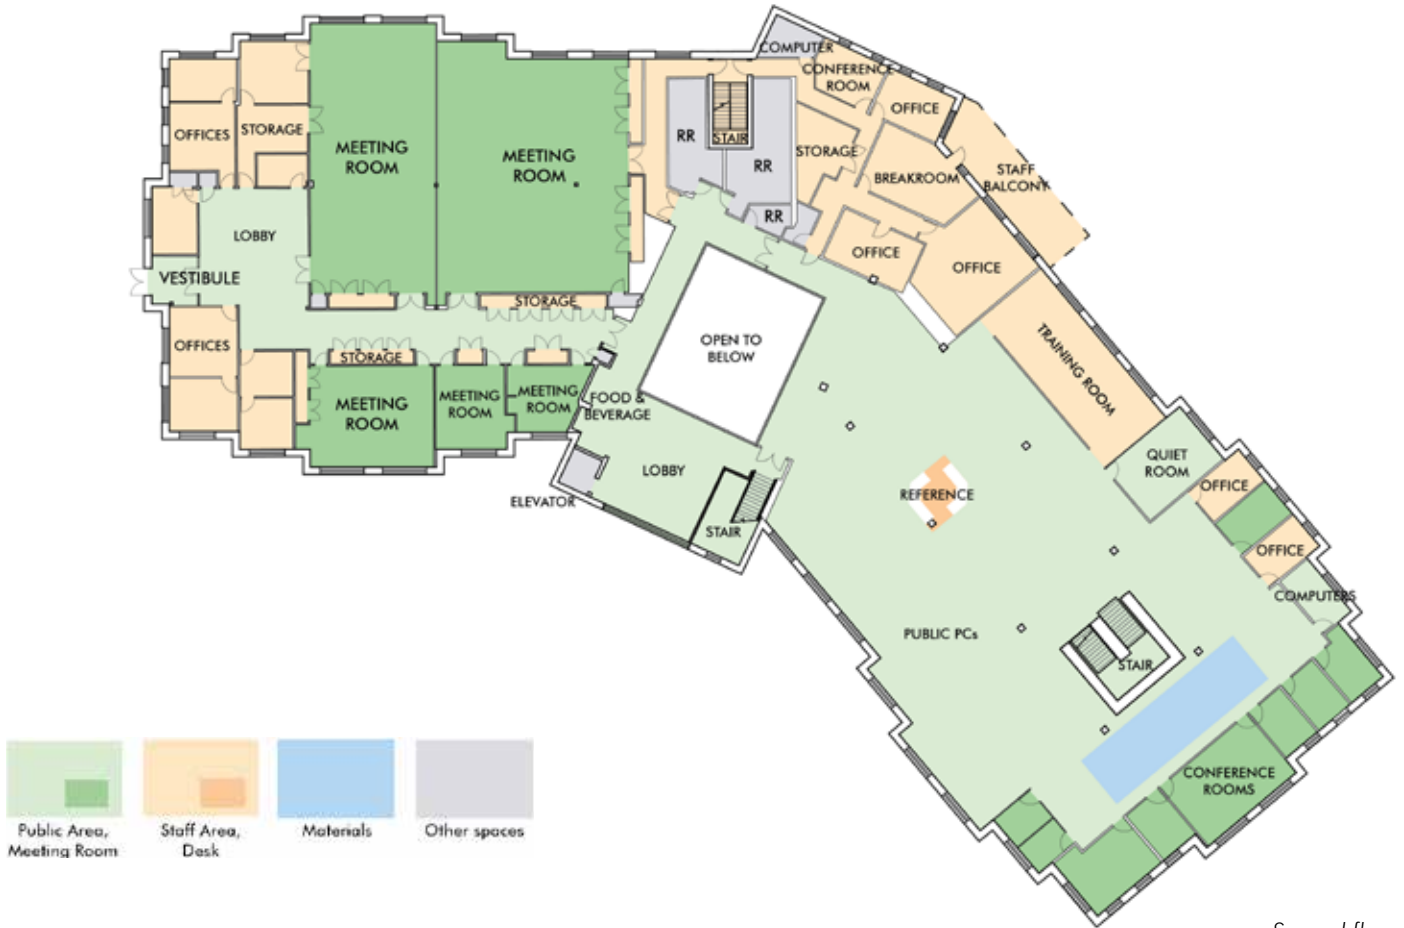 COMPUTER
CONFERENCE
ROOM
OFFICE
OFFICES
STORAGE
MEETING
ROOM
MEETING
ROOM
RR
STAIR
RR
STORAGE
BREAKROOM
STAFF
BALCONY
RR
LOBBY
VESTIBULE
OFFICE
OFFICE
STORAGE
OFFICES
STORAGE
OPEN TO
BELOW
TRAINING ROOM
MEETING
ROOM
MEETING
ROOM
MEETING
ROOM
FOOD &
BEVERAGE
LOBBY
QUIET
ROOM
ELEVATOR
STAIR
REFERENCE
OFFICE
OFFICE
COMPUTERS
PUBLIC PCs
STAIR
CONFERENCE
ROOMS
Public Area,
Meeting Room
Staff Area,
Desk
Materials
Other spaces